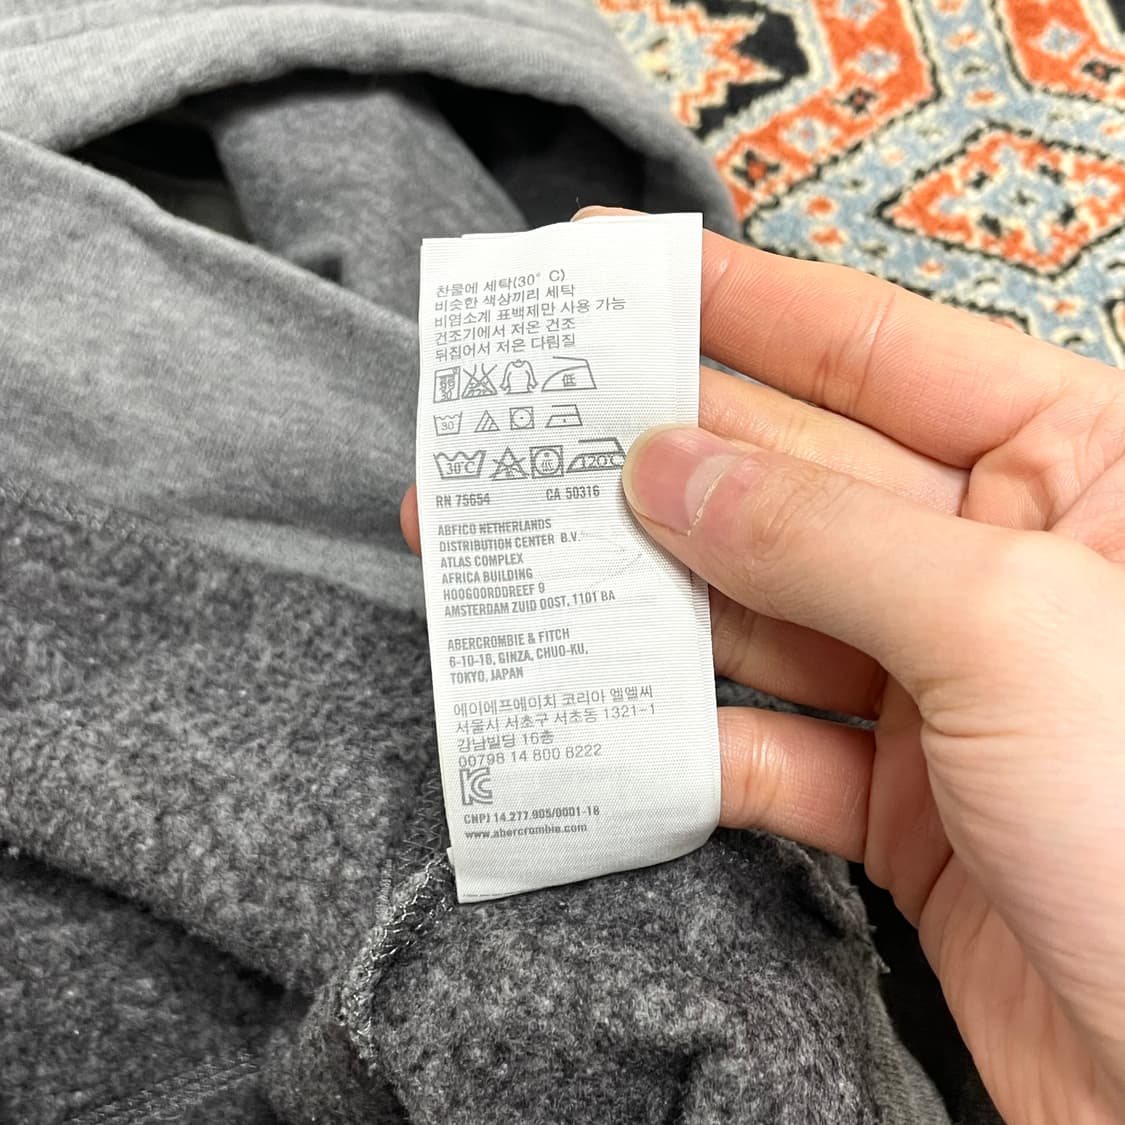 찬물에 세탁(30° C)
비슷한 색상끼리 세탁
비염소계 표백제만 사용 가능
건조기에서 저온 건조
뒤집어서 저온 다림질
30 低
30
30°C 120°C
RN 75654 CA 50316
ABFICO NETHERLANDS
DISTRIBUTION CENTER B.V.
ATLAS COMPLEX
AFRICA BUILDING
HOOGOORDDREEF 9
AMSTERDAM ZUID OOST, 1101 BA
ABERCROMBIE & FITCH
6-10-18, GINZA, CHUO-KU,
TOKYO, JAPAN
에이에프에이치 코리아 엘엘씨
서울시 서초구 서초동 1321-1
강남빌딩 16층
00798 14 800 8222
KC
CNPJ 14.277.905/0001-18
www.abercrombie.com